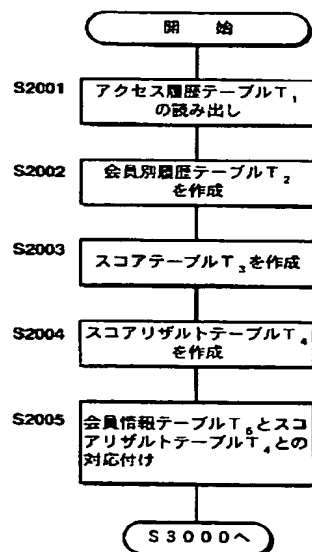 開 始
S2001
アクセス履歴テーブルT₁
の読み出し
S2002
会員別履歴テーブルT₂
を作成
S2003
スコアテーブルT₃を作成
S2004
スコアリザルトテーブルT₄
を作成
S2005
会員情報テーブルT₅とスコ
アリザルトテーブルT₄との
対応付け
S3000へ